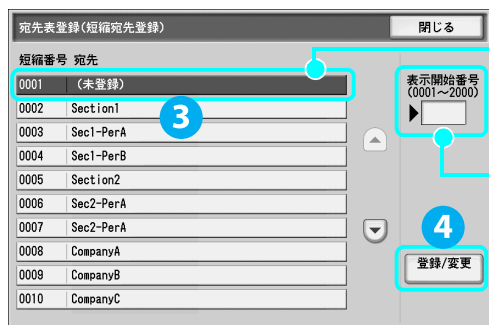 宛先表登録(短縮宛先登録)
閉じる
短縮番号 宛先
0001 (未登録)
0002 Section1
0003 Sec1-PerA
0004 Sec1-PerB
0005 Section2
0006 Sec2-PerA
0007 Sec2-PerA
0008 CompanyA
0009 CompanyB
0010 CompanyC
3
表示開始番号
(0001～2000)
4
登録/変更